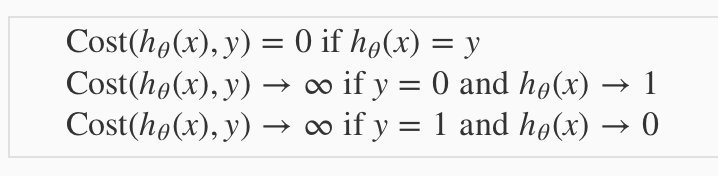 Cost(hθ(x), y) = 0 if hθ(x) = y
Cost(hθ(x), y) → ∞ if y = 0 and hθ(x) → 1
Cost(hθ(x), y) → ∞ if y = 1 and hθ(x) → 0